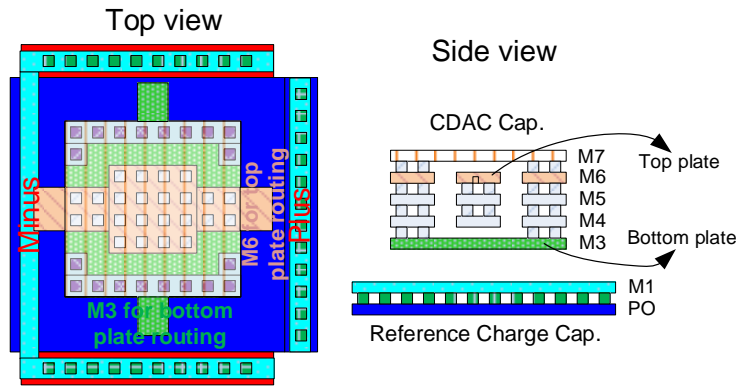 Top view
Minus
M6 for top
plate routing
Plus
M3 for bottom
plate routing
Side view
CDAC Cap.
M7
M6
M5
M4
M3
Top plate
Bottom plate
M1
PO
Reference Charge Cap.